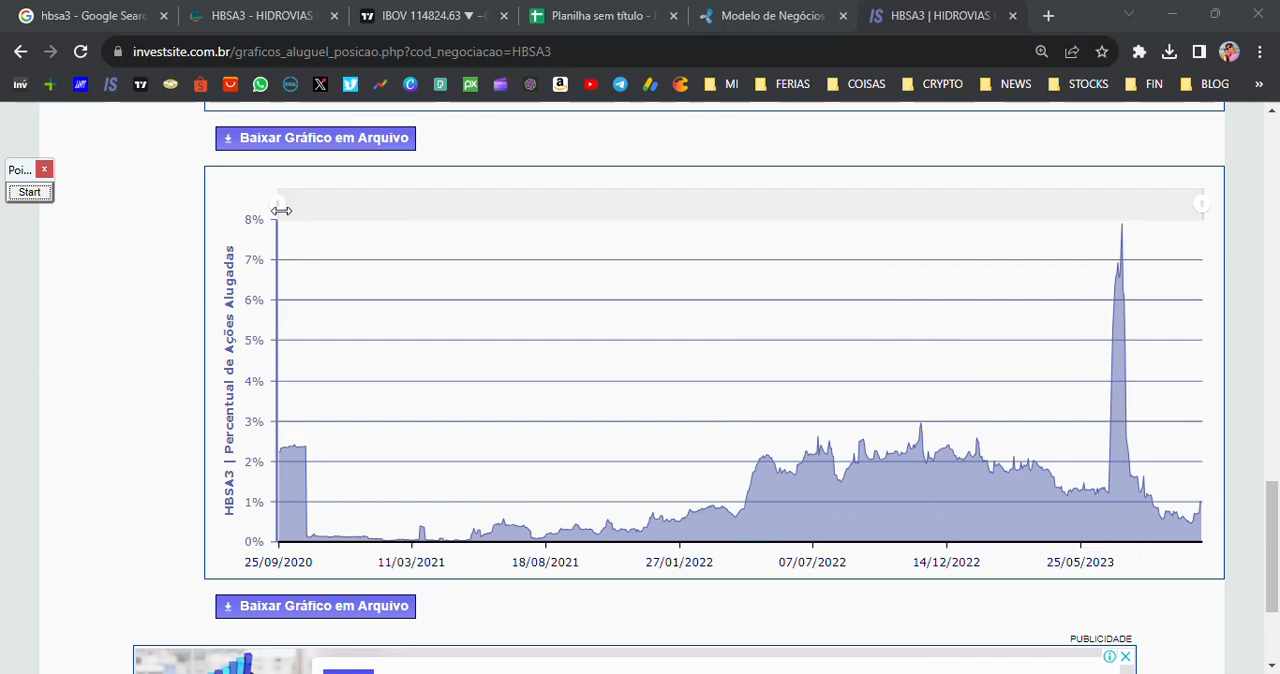 hbsa3 - Google Searc
HBSA3 - HIDROVIAS
IBOV 114824.63 ▼
Planilha sem título -
Modelo de Negócios
HBSA3 | HIDROVIAS
investsite.com.br/graficos_aluguel_posicao.php?cod_negociacao=HBSA3
MI
FERIAS
COISAS
CRYPTO
NEWS
STOCKS
FIN
BLOG
»
Baixar Gráfico em Arquivo
Poi...
Start
HBSA3 | Percentual de Ações Alugadas
8%
7%
6%
5%
4%
3%
2%
1%
0%
25/09/2020 11/03/2021 18/08/2021 27/01/2022 07/07/2022 14/12/2022 25/05/2023
Baixar Gráfico em Arquivo
PUBLICIDADE